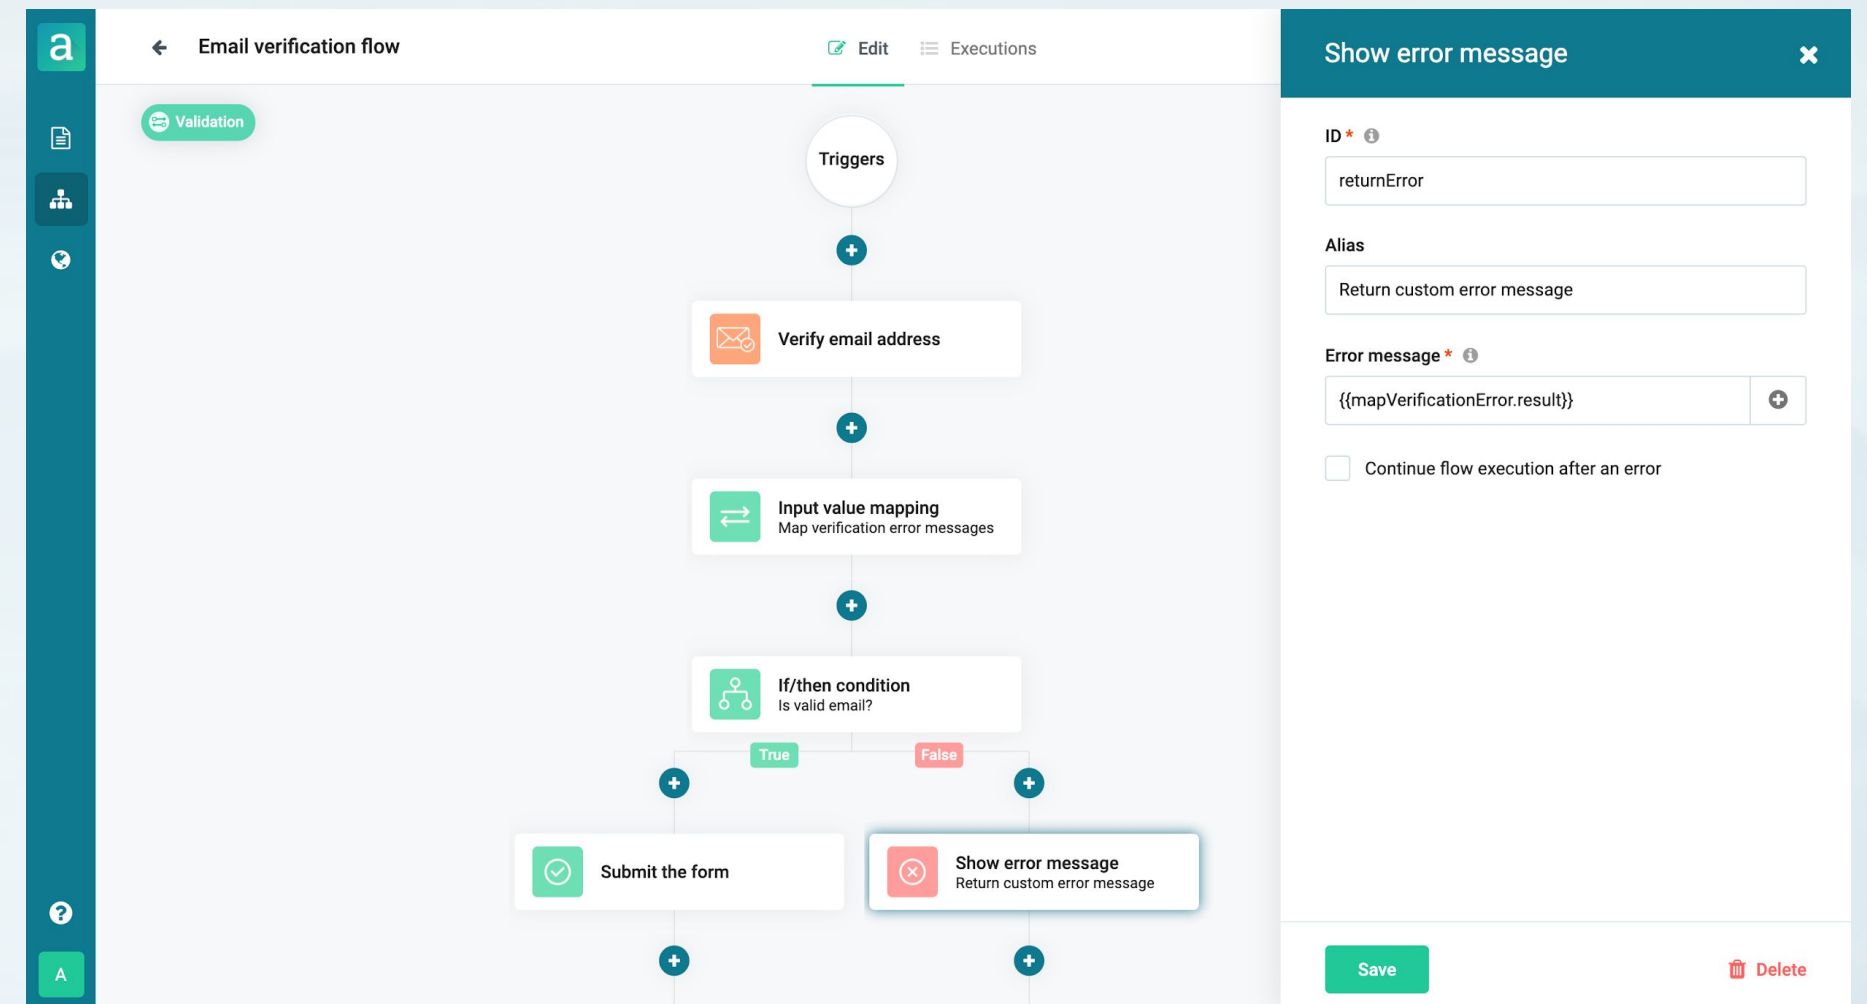 a
Email verification flow
Edit
Executions
Validation
Triggers
Verify email address
Input value mapping
Map verification error messages
If/then condition
Is valid email?
True
False
Submit the form
Show error message
Return custom error message
A
Show error message
ID *
returnError
Alias
Return custom error message
Error message *
{{mapVerificationError.result}}
Continue flow execution after an error
Save
Delete